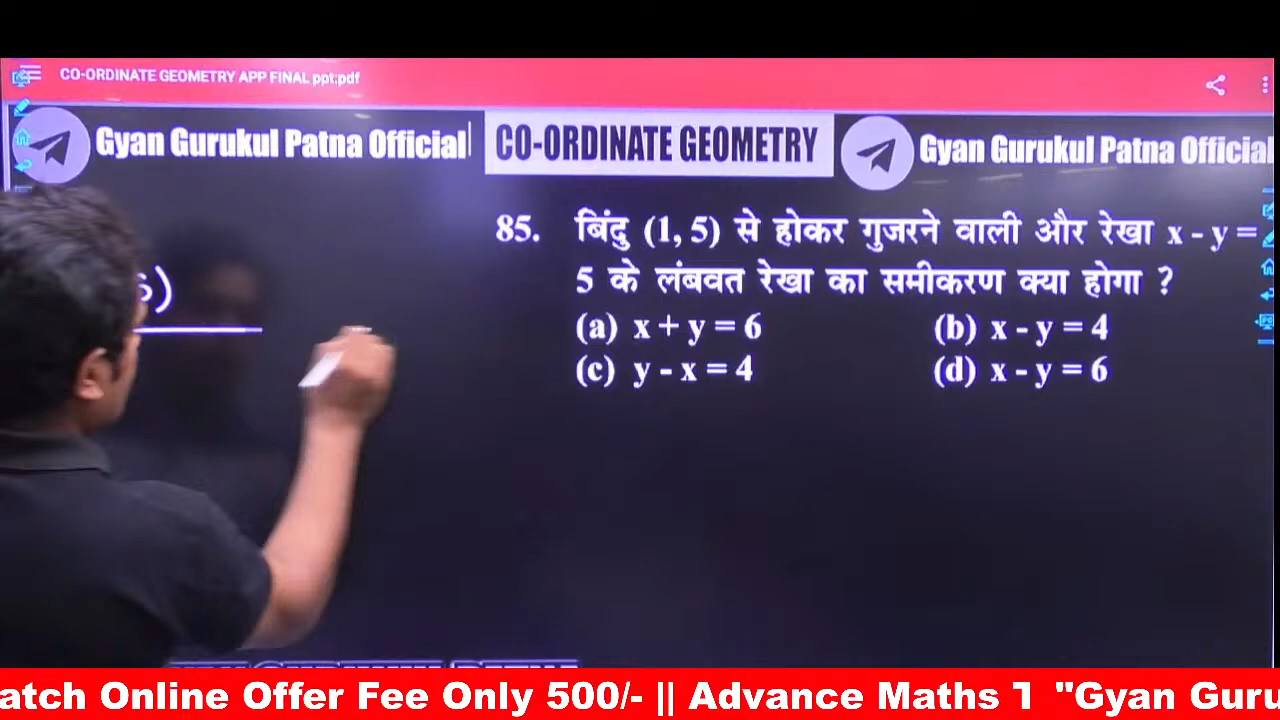 CO-ORDINATE GEOMETRY APP FINAL ppt.pdf
Gyan Gurukul Patna Official
CO-ORDINATE GEOMETRY
Gyan Gurukul Patna Official
85. बिंदु (1, 5) से होकर गुजरने वाली और रेखा x - y =
5 के लंबवत रेखा का समीकरण क्या होगा ?
(a) x + y = 6 (b) x - y = 4
(c) y - x = 4 (d) x - y = 6
5)
atch Online Offer Fee Only 500/- || Advance Maths 1 "Gyan Guru